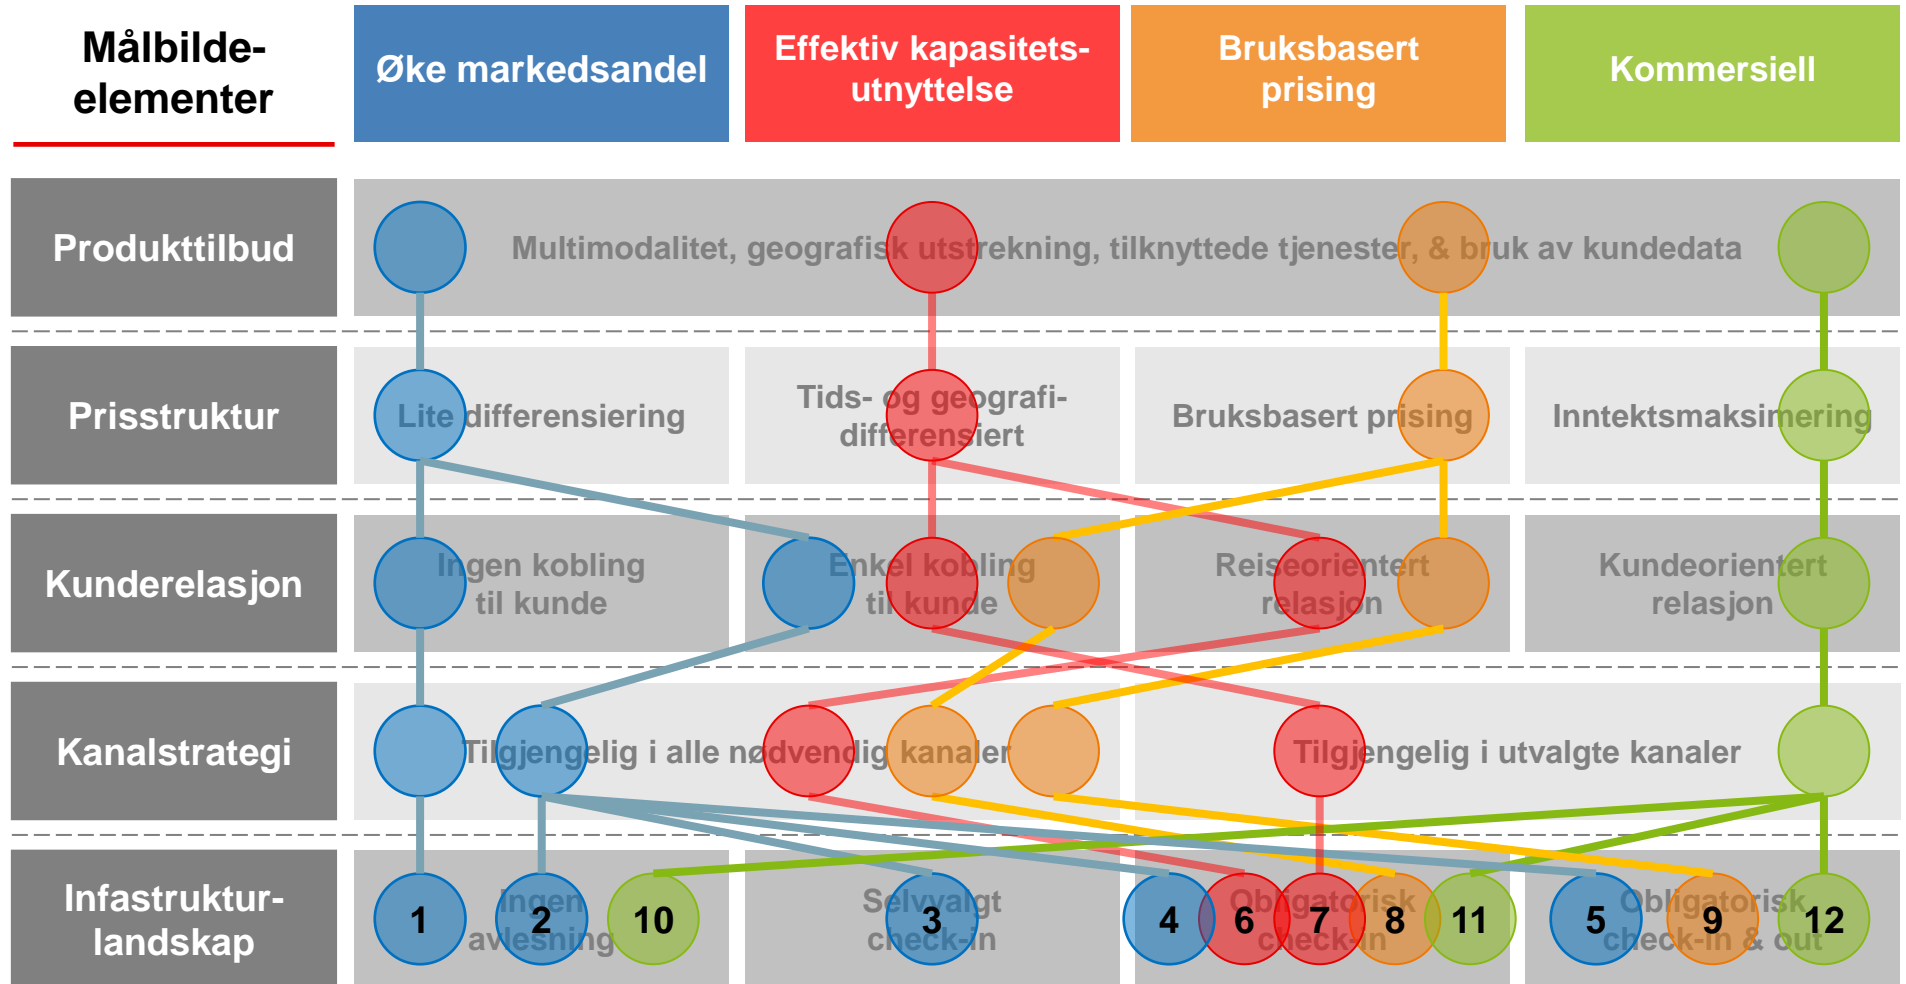 Målbilde-
elementer
Øke markedsandel
Effektiv kapasitets-
utnyttelse
Bruksbasert
prising
Kommersiell
Produkttilbud
Multimodalitet, geografisk utstrekning, tilknyttede tjenester, & bruk av kundedata
Prisstruktur
Lite differensiering
Tids- og geografi-
differensiert
Bruksbasert prising
Inntektsmaksimering
Kunderelasjon
Ingen kobling
til kunde
Enkel kobling
til kunde
Reiseorientert
relasjon
Kundeorientert
relasjon
Kanalstrategi
Tilgjengelig i alle nødvendig kanaler
Tilgjengelig i utvalgte kanaler
Infastruktur-
landskap
Ingen
avlesning
Selvvalgt
check-in
Obligatorisk
check-in
Obligatorisk
check-in & out
1
2
10
3
4
6
7
8
11
5
9
12